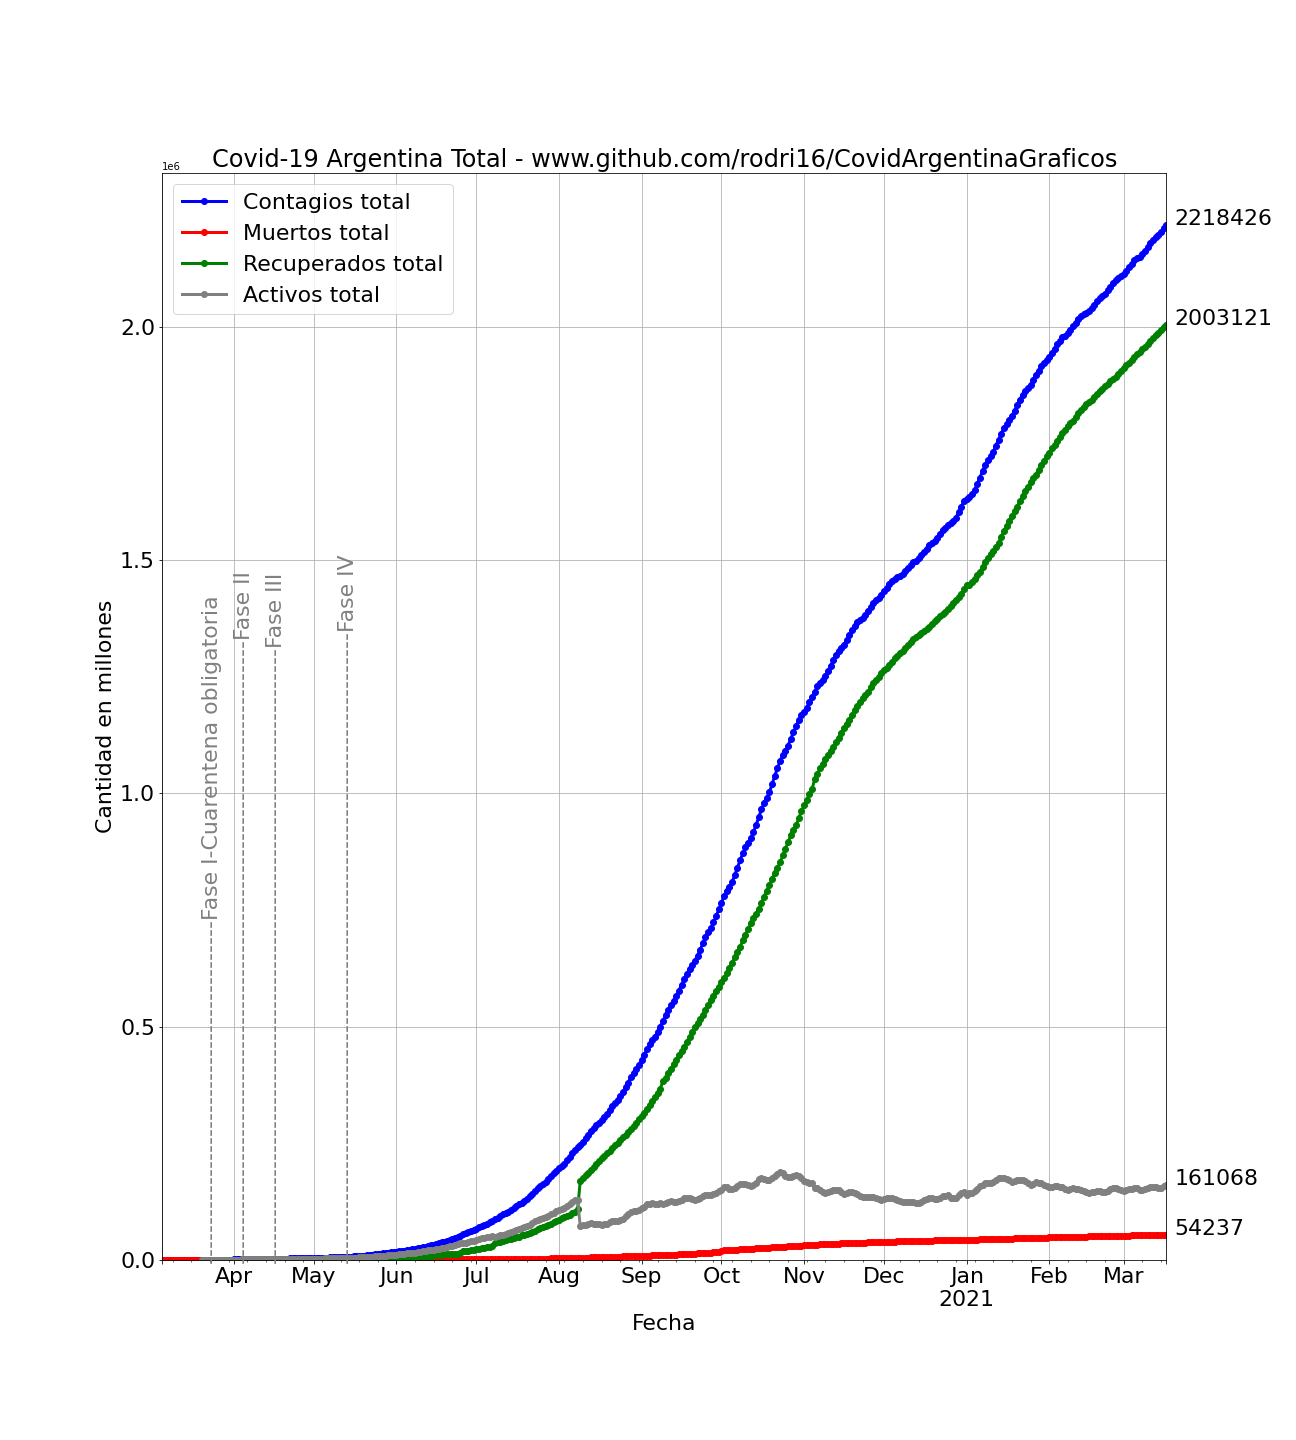 Covid-19 Argentina Total - www.github.com/rodri16/CovidArgentinaGraficos
1e6
Contagios total
Muertos total
Recuperados total
Activos total
2218426
2003121
161068
54237
2.0
1.5
1.0
0.5
0.0
Cantidad en millones
Fase I-Cuarentena obligatoria
Fase II
Fase III
Fase IV
Apr May Jun Jul Aug Sep Oct Nov Dec Jan Feb Mar
2021
Fecha